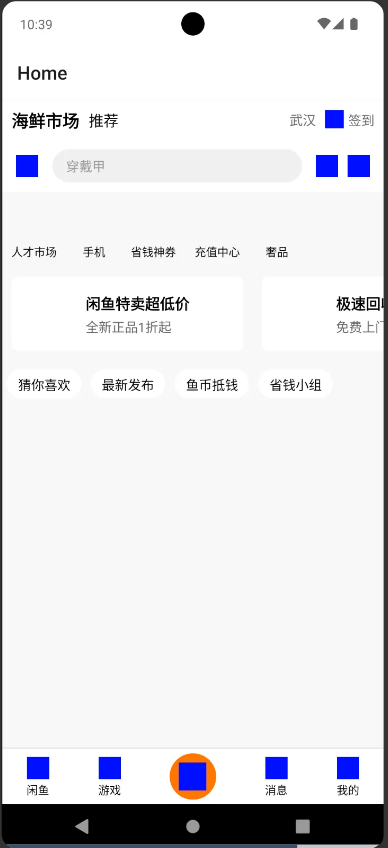 10:39
Home
海鲜市场 推荐 武汉 签到
穿戴甲
人才市场 手机 省钱神券 充值中心 奢品
闲鱼特卖超低价 极速回收
全新正品1折起 免费上门
猜你喜欢 最新发布 鱼币抵钱 省钱小组
闲鱼 游戏 消息 我的